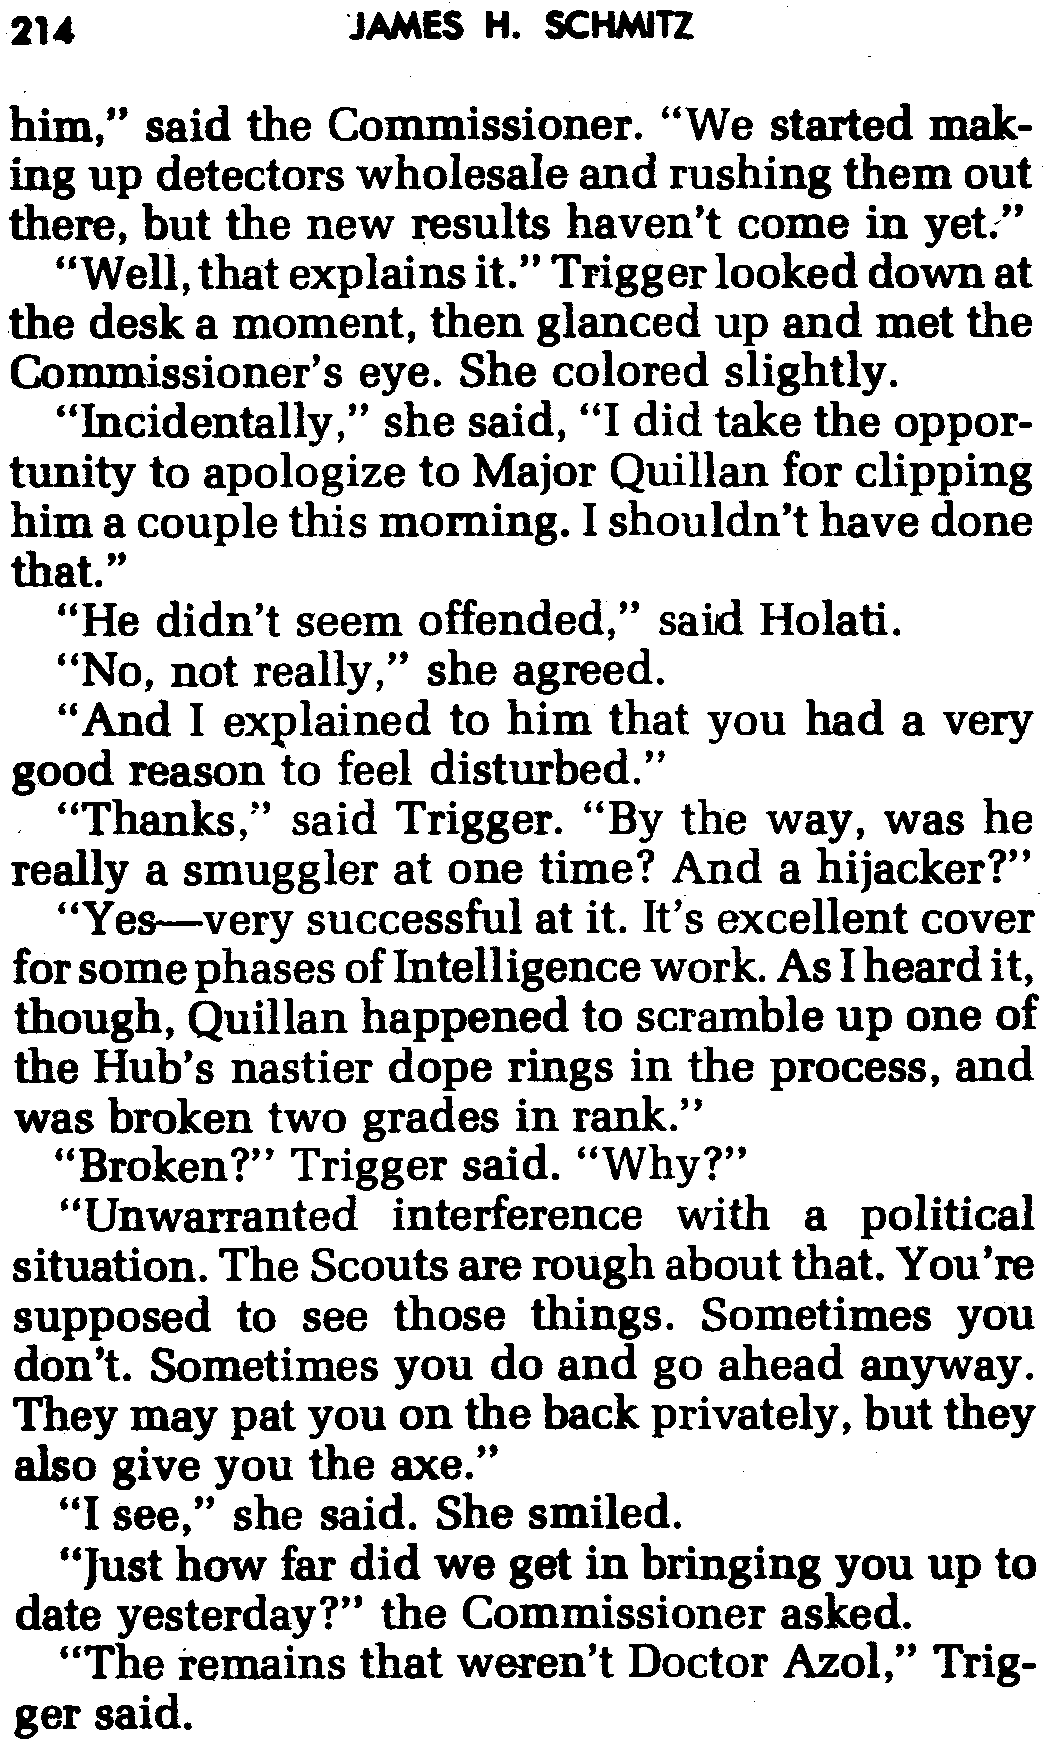 214 JAMES H. SCHMITZ
him,” said the Commissioner. “We started mak-
ing up detectors wholesale and rushing them out
there, but the new results haven't come in yet.”
“Well, that explains it.” Trigger looked down at
the desk a moment, then glanced up and met the
Commissioner's eye. She colored slightly.
“Incidentally,” she said, “I did take the oppor-
tunity to apologize to Major Quillan for clipping
him a couple this morning. I shouldn't have done
that.”
“He didn't seem offended,” said Holati.
“No, not really,” she agreed.
“And I explained to him that you had a very
good reason to feel disturbed.”
“Thanks,” said Trigger. “By the way, was he
really a smuggler at one time? And a hijacker?”
“Yes—very successful at it. It's excellent cover
for some phases of Intelligence work. As I heard it,
though, Quillan happened to scramble up one of
the Hub's nastier dope rings in the process, and
was broken two grades in rank.”
“Broken?” Trigger said. “Why?”
“Unwarranted interference with a political
situation. The Scouts are rough about that. You're
supposed to see those things. Sometimes you
don't. Sometimes you do and go ahead anyway.
They may pat you on the back privately, but they
also give you the axe.”
“I see,” she said. She smiled.
“Just how far did we get in bringing you up to
date yesterday?” the Commissioner asked.
“The remains that weren't Doctor Azol,” Trig-
ger said.